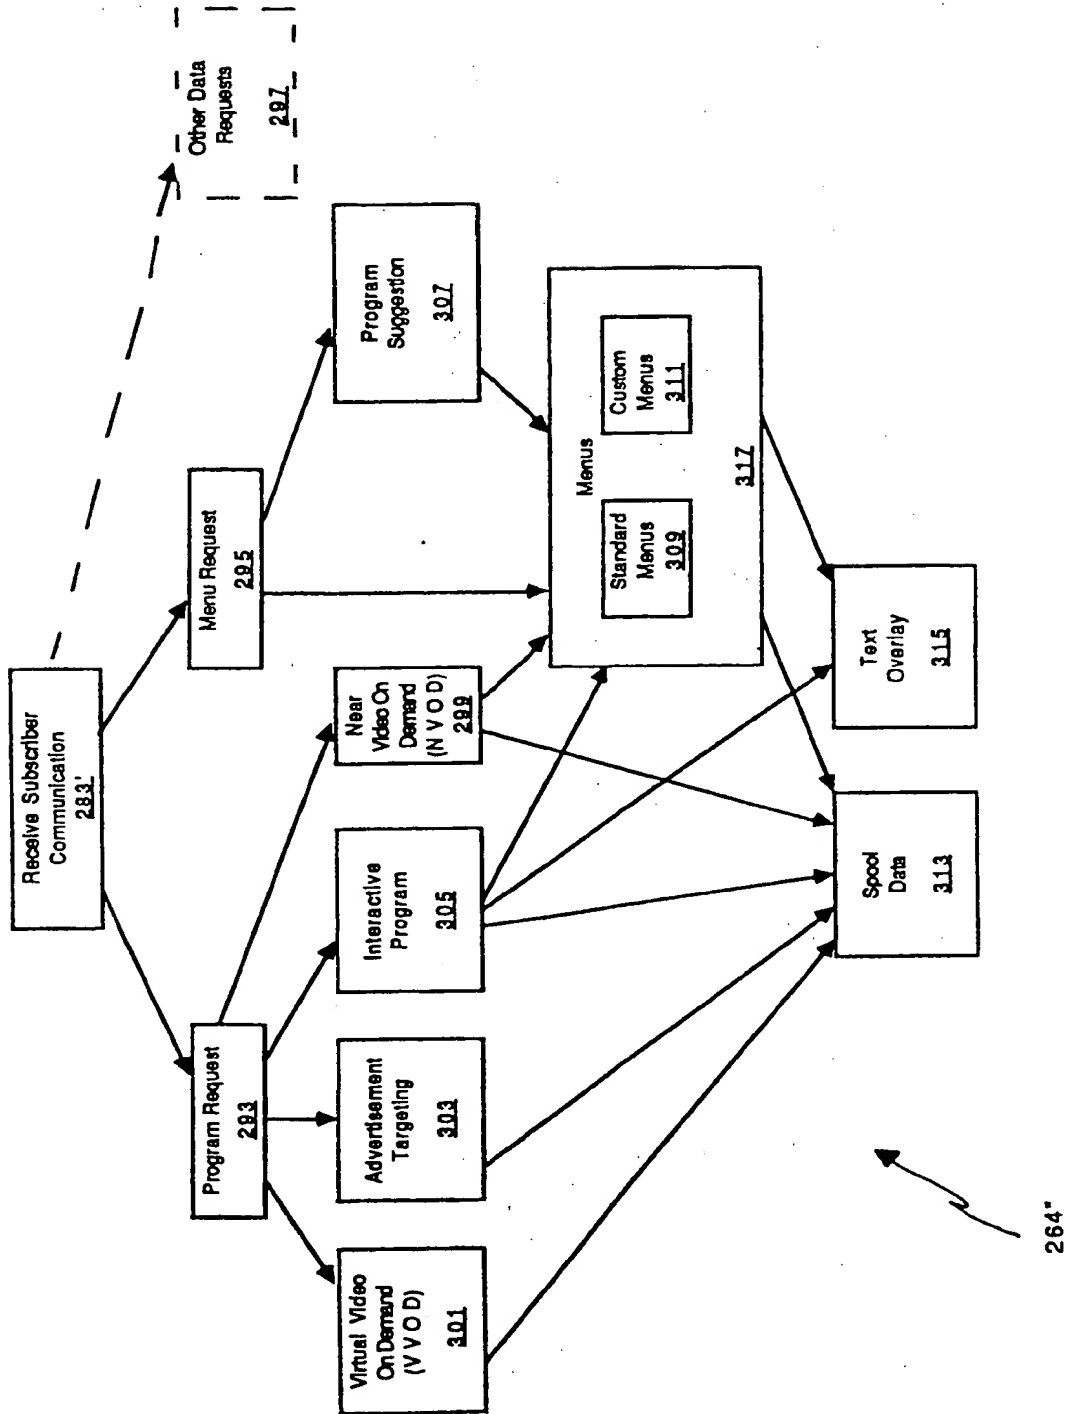 Receive Subscriber
Communication
283'
Other Data
Requests
297
Program Request
293
Menu Request
295
Virtual Video
On Demand
(V V O D)
301
Advertisement
Targeting
303
Interactive
Program
305
Near
Video On
Demand
(N V O D)
299
Program
Suggestion
307
Menus
Standard
Menus
309
Custom
Menus
311
317
Spool
Data
313
Text
Overlay
315
264"